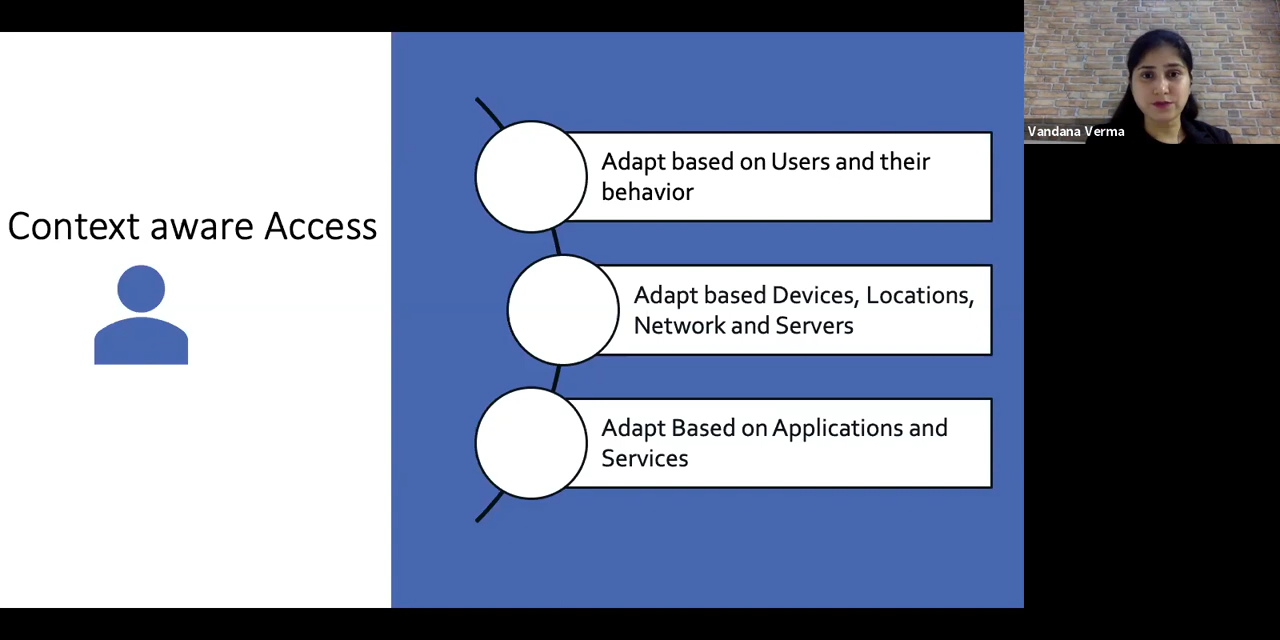 Context aware Access
Adapt based on Users and their
behavior
Adapt based Devices, Locations,
Network and Servers
Adapt Based on Applications and
Services
Vandana Verma